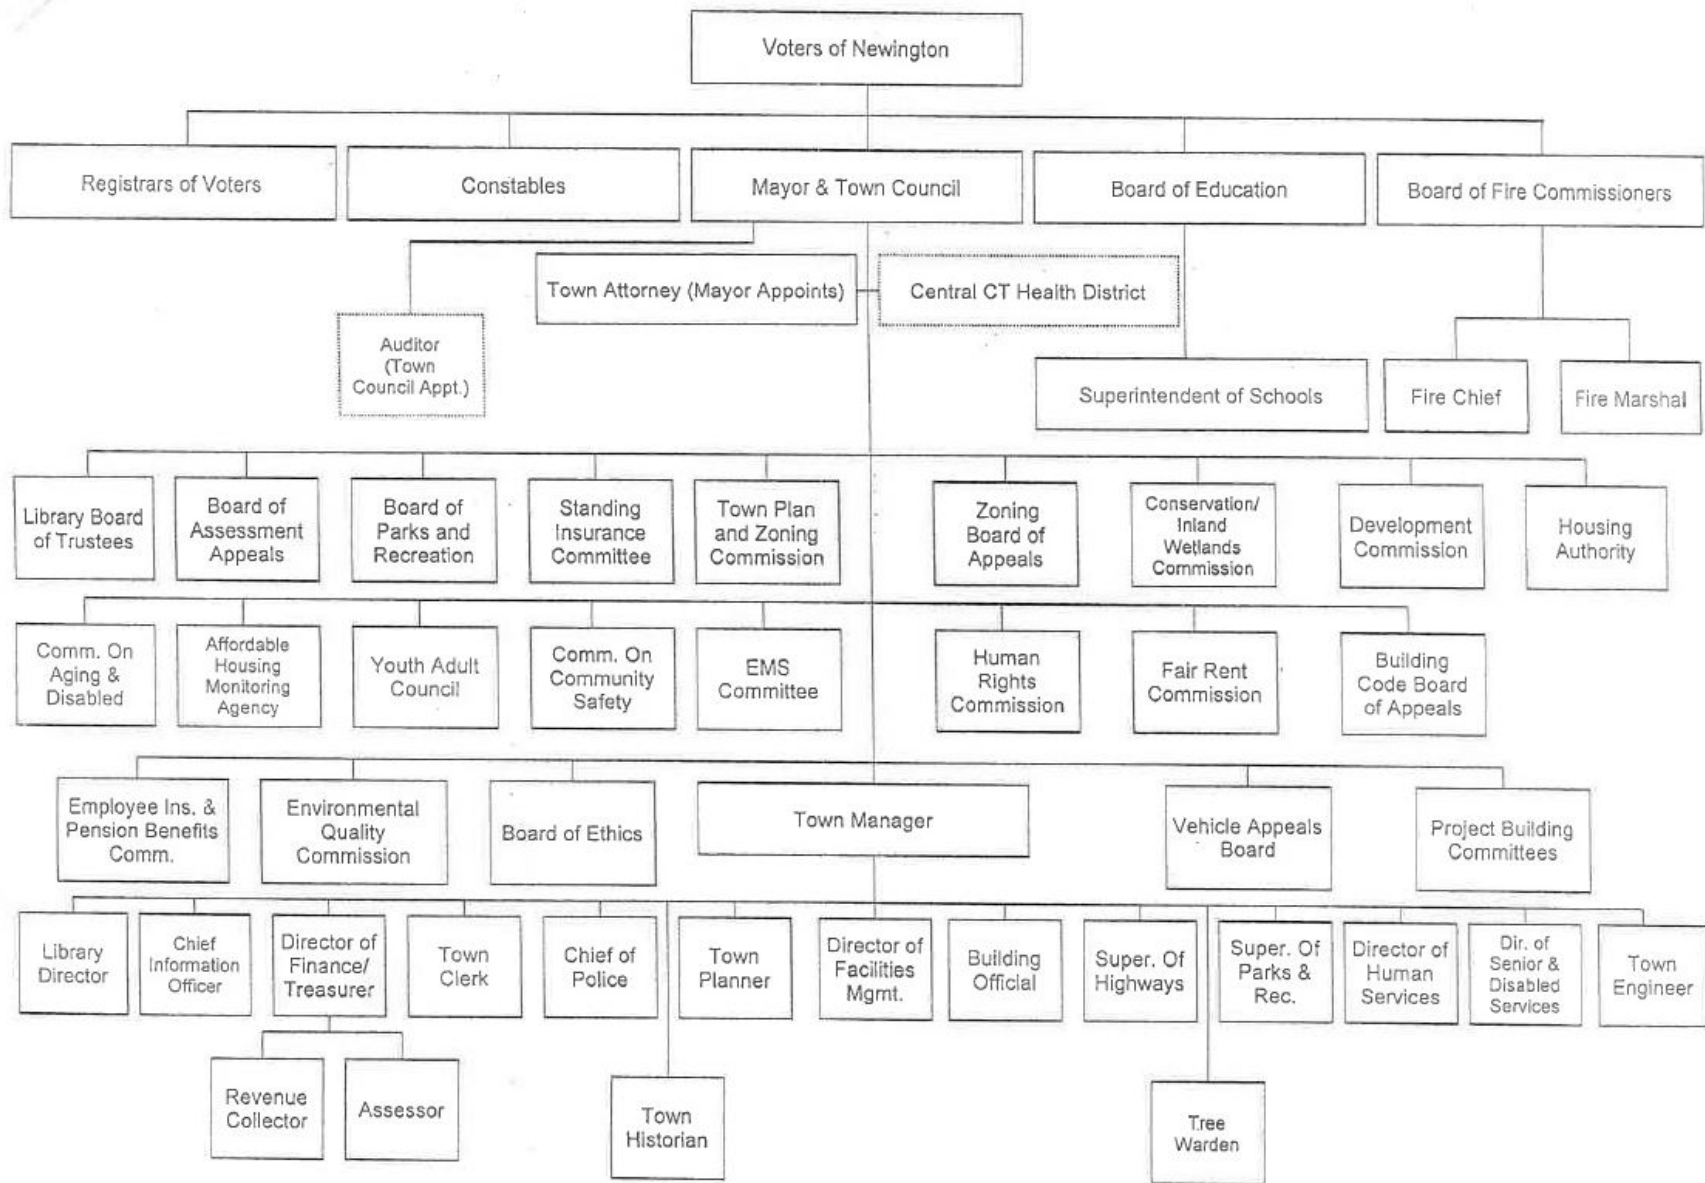 Voters of Newington
Registrars of Voters
Constables
Mayor & Town Council
Board of Education
Board of Fire Commissioners
Town Attorney (Mayor Appoints)
Central CT Health District
Auditor
(Town
Council Appt.)
Superintendent of Schools
Fire Chief
Fire Marshal
Library Board
of Trustees
Board of
Assessment
Appeals
Board of
Parks and
Recreation
Standing
Insurance
Committee
Town Plan
and Zoning
Commission
Zoning
Board of
Appeals
Conservation/
Inland
Wetlands
Commission
Development
Commission
Housing
Authority
Comm. On
Aging &
Disabled
Affordable
Housing
Monitoring
Agency
Youth Adult
Council
Comm. On
Community
Safety
EMS
Committee
Human
Rights
Commission
Fair Rent
Commission
Building
Code Board
of Appeals
Employee Ins. &
Pension Benefits
Comm.
Environmental
Quality
Commission
Board of Ethics
Town Manager
Vehicle Appeals
Board
Project Building
Committees
Library
Director
Chief
Information
Officer
Director of
Finance/
Treasurer
Town
Clerk
Chief of
Police
Town
Planner
Director of
Facilities
Mgmt.
Building
Official
Super. Of
Highways
Super. Of
Parks &
Rec.
Director of
Human
Services
Dir. of
Senior &
Disabled
Services
Town
Engineer
Revenue
Collector
Assessor
Town
Historian
Tree
Warden